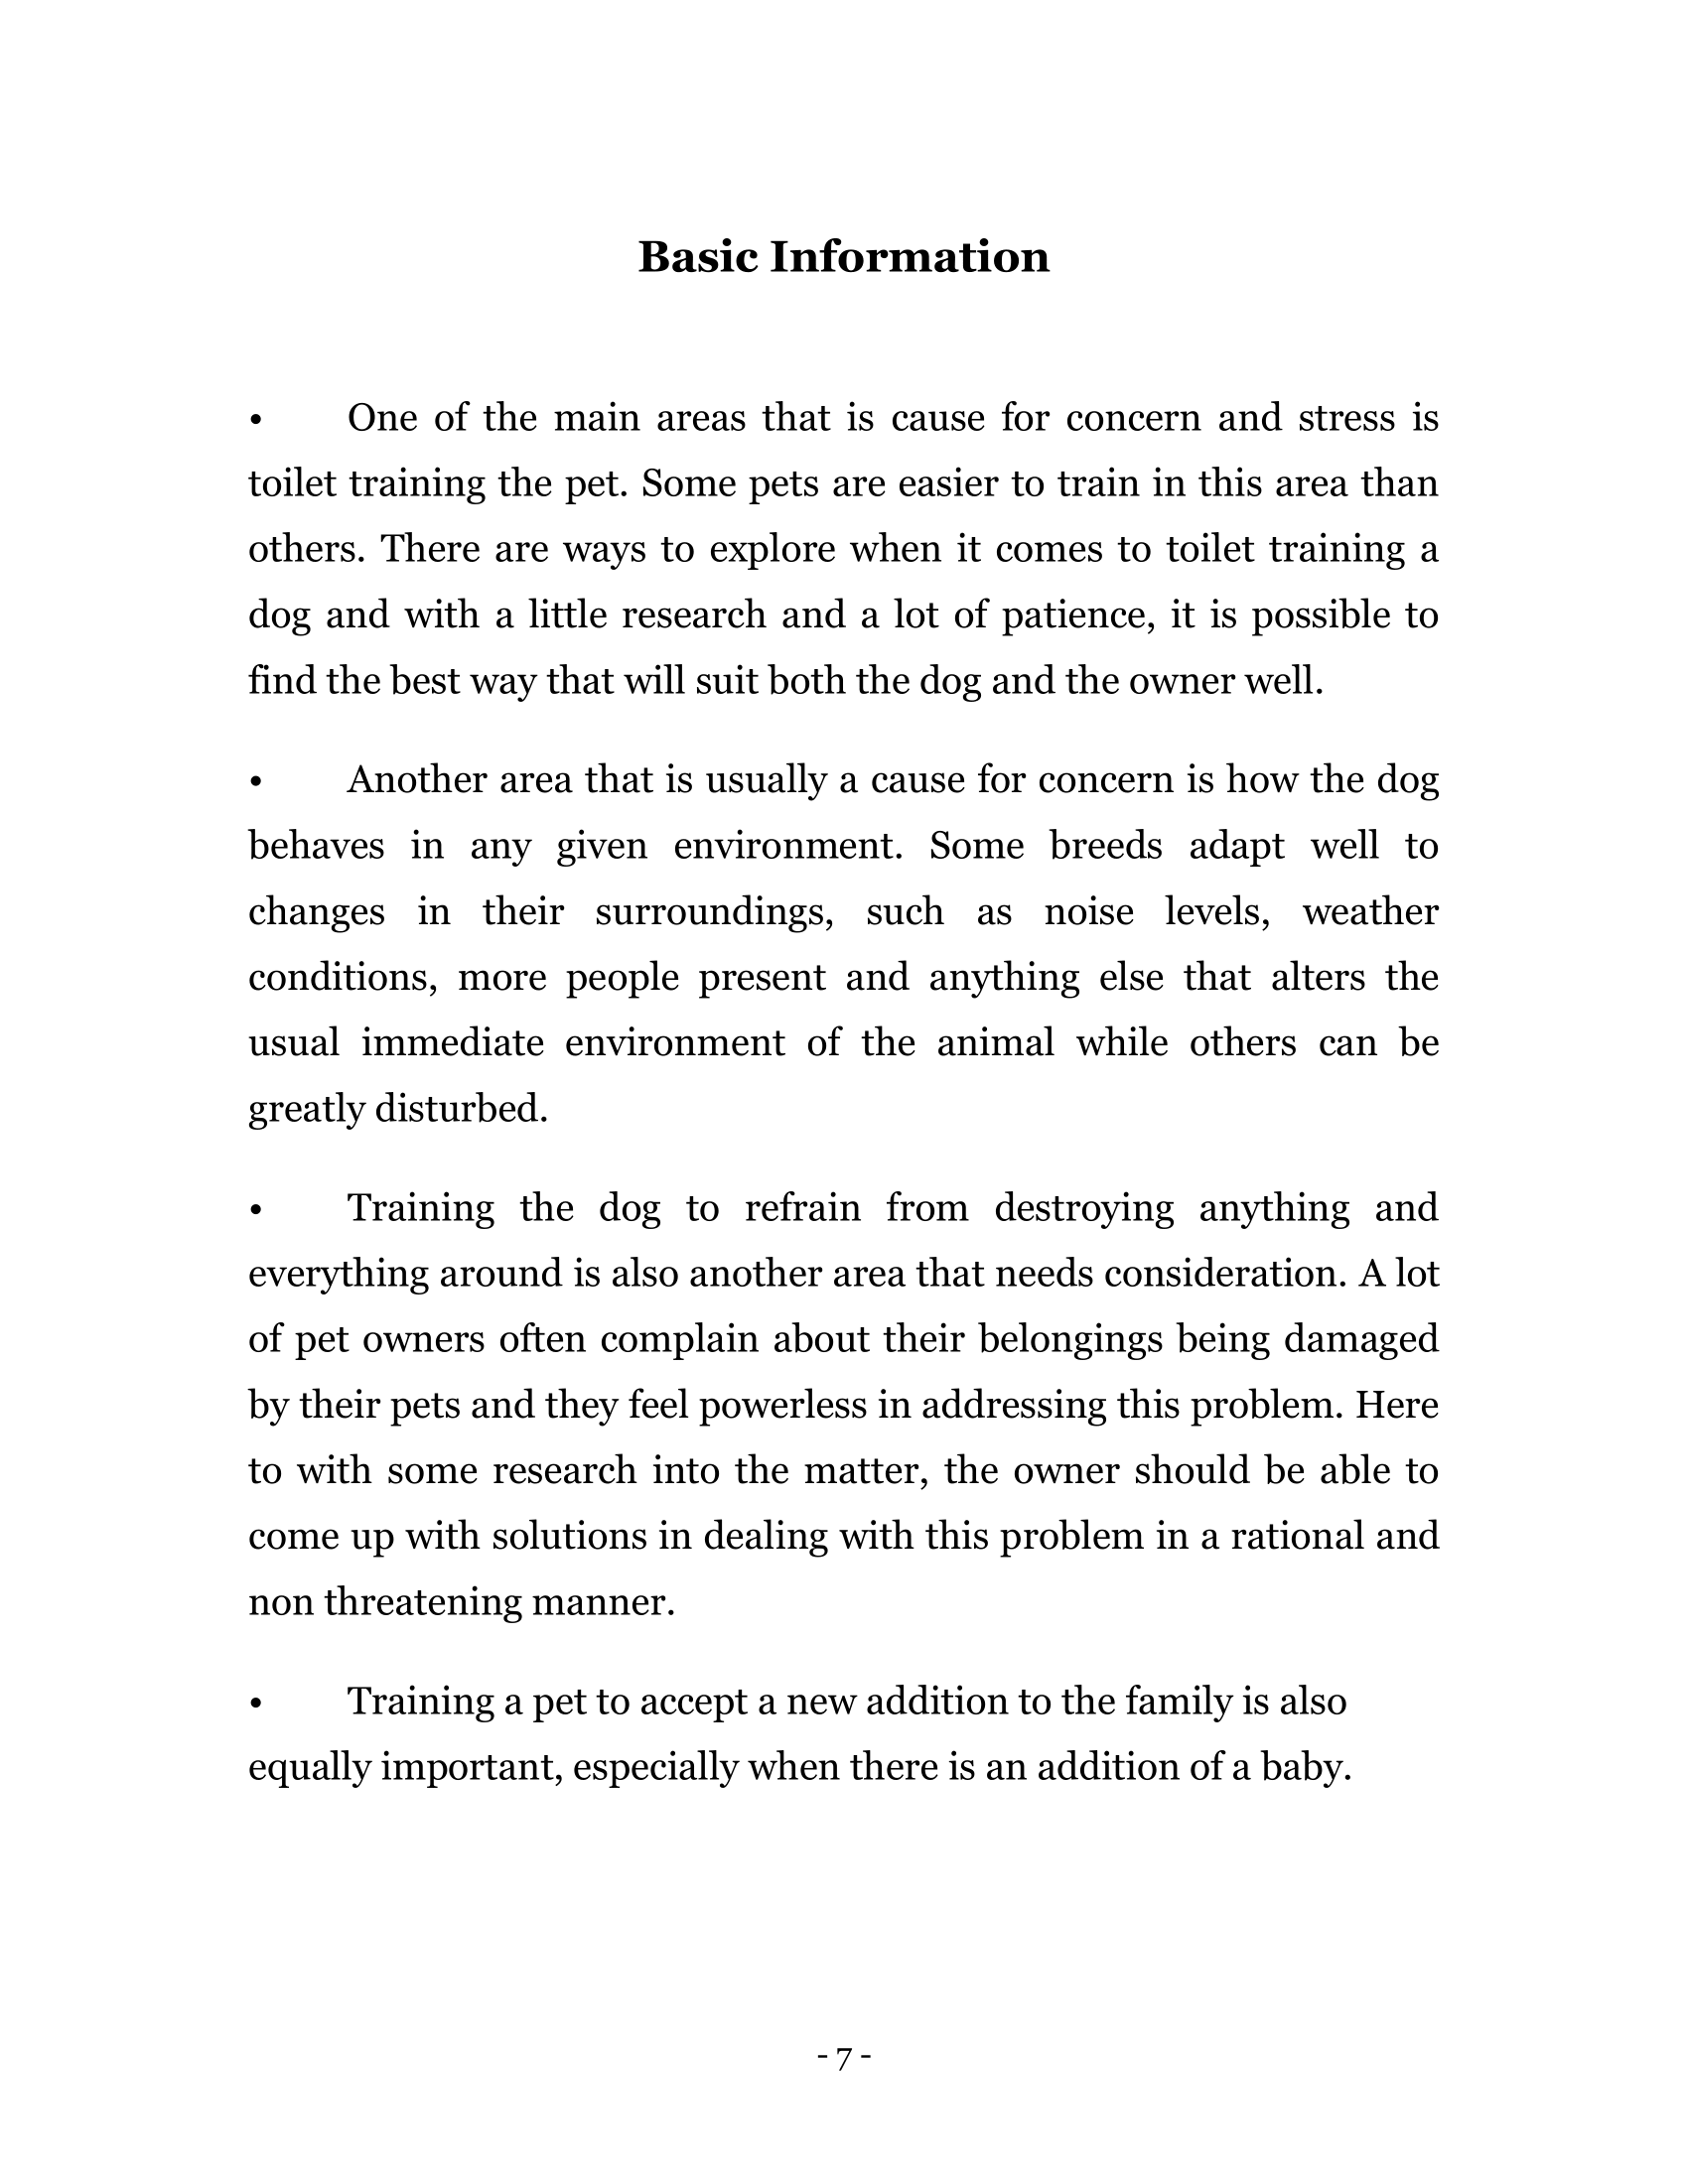 Basic Information
• One of the main areas that is cause for concern and stress is
toilet training the pet. Some pets are easier to train in this area than
others. There are ways to explore when it comes to toilet training a
dog and with a little research and a lot of patience, it is possible to
find the best way that will suit both the dog and the owner well.
• Another area that is usually a cause for concern is how the dog
behaves in any given environment. Some breeds adapt well to
changes in their surroundings, such as noise levels, weather
conditions, more people present and anything else that alters the
usual immediate environment of the animal while others can be
greatly disturbed.
• Training the dog to refrain from destroying anything and
everything around is also another area that needs consideration. A lot
of pet owners often complain about their belongings being damaged
by their pets and they feel powerless in addressing this problem. Here
to with some research into the matter, the owner should be able to
come up with solutions in dealing with this problem in a rational and
non threatening manner.
• Training a pet to accept a new addition to the family is also
equally important, especially when there is an addition of a baby.
- 7 -